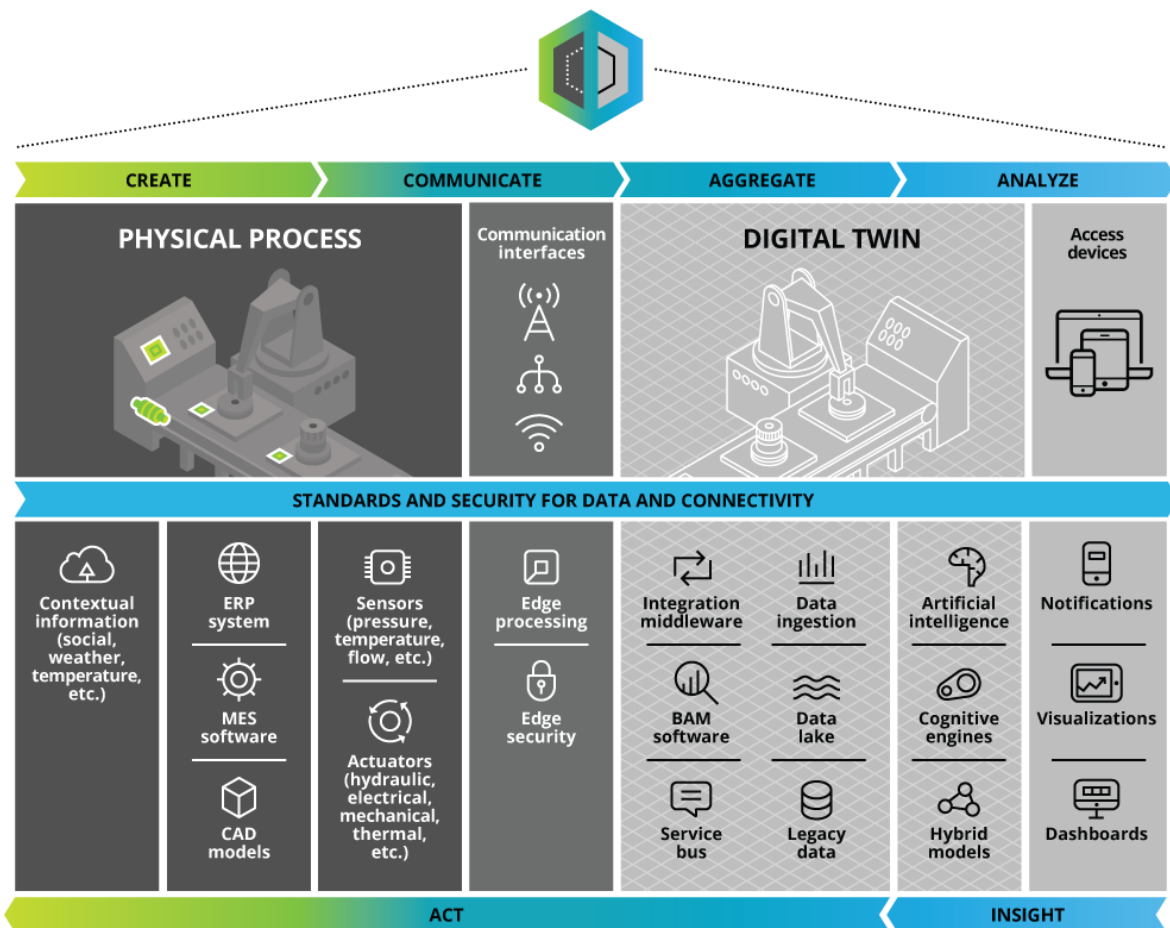 CREATE
COMMUNICATE
AGGREGATE
ANALYZE
PHYSICAL PROCESS
Communication
interfaces
DIGITAL TWIN
Access
devices
STANDARDS AND SECURITY FOR DATA AND CONNECTIVITY
Contextual
information
(social,
weather,
temperature,
etc.)
ERP
system
MES
software
CAD
models
Sensors
(pressure,
temperature,
flow, etc.)
Actuators
(hydraulic,
electrical,
mechanical,
thermal,
etc.)
Edge
processing
Edge
security
Integration
middleware
BAM
software
Service
bus
Data
ingestion
Data
lake
Legacy
data
Artificial
intelligence
Cognitive
engines
Hybrid
models
Notifications
Visualizations
Dashboards
ACT
INSIGHT